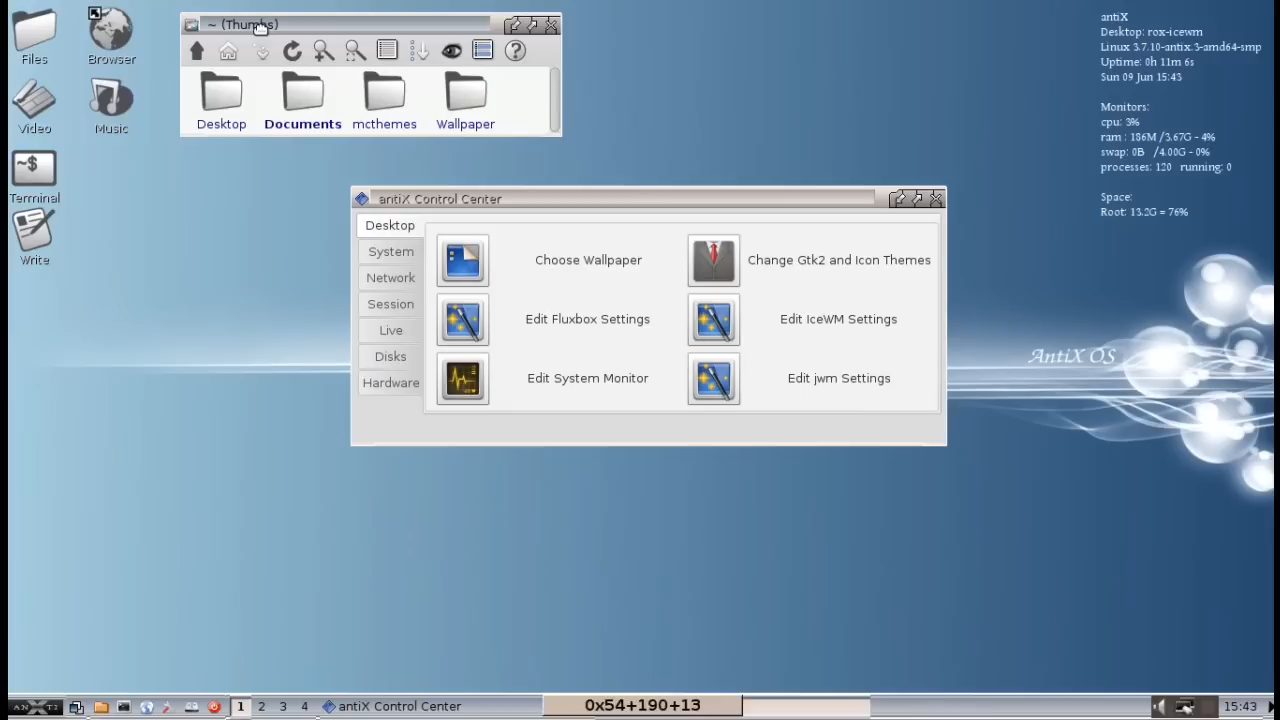 Files
Browser
Video
Music
~$
Terminal
Write
~ (Thumbs)
Desktop
Documents
mcthemes
Wallpaper
antiX
Desktop: rox-icewm
Linux 3.7.10-antix.3-amd64-smp
Uptime: 0h 11m 6s
Sun 09 Jun 15:43
Monitors:
cpu: 3%
ram : 186M /3.67G - 4%
swap: 0B /4.00G - 0%
processes: 120 running: 0
Space:
Root: 13.2G = 76%
antiX Control Center
Desktop
System
Network
Session
Live
Disks
Hardware
Choose Wallpaper
Change Gtk2 and Icon Themes
Edit Fluxbox Settings
Edit IceWM Settings
Edit System Monitor
Edit jwm Settings
AntiX OS
ANTI
1 2 3 4
antiX Control Center
0x54+190+13
15:43